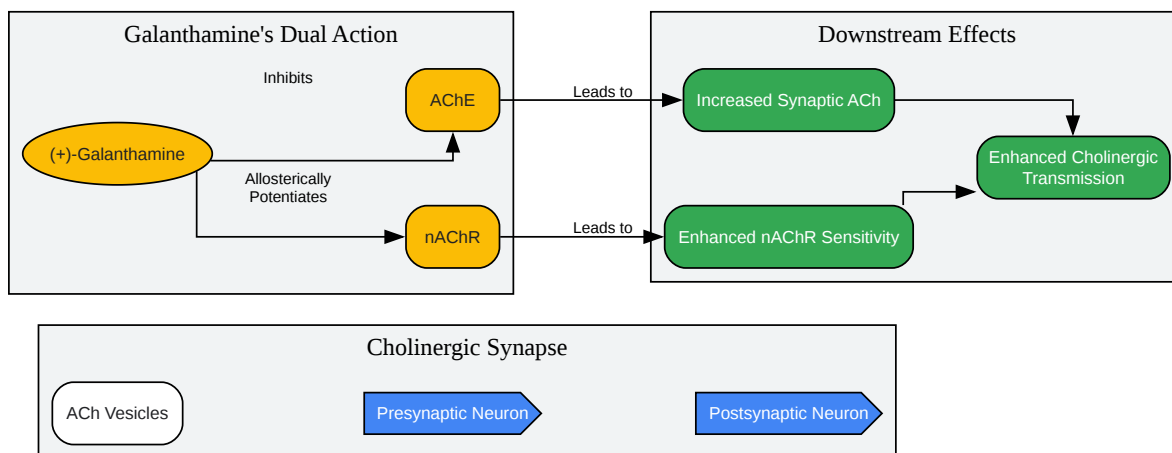 Galanthamine's Dual Action
Downstream Effects
Inhibits
AChE
Leads to
Increased Synaptic ACh
(+)-Galanthamine
Enhanced Cholinergic
Transmission
Allosterically
Potentiates
nAChR
Leads to
Enhanced nAChR Sensitivity
Cholinergic Synapse
ACh Vesicles
Presynaptic Neuron
Postsynaptic Neuron